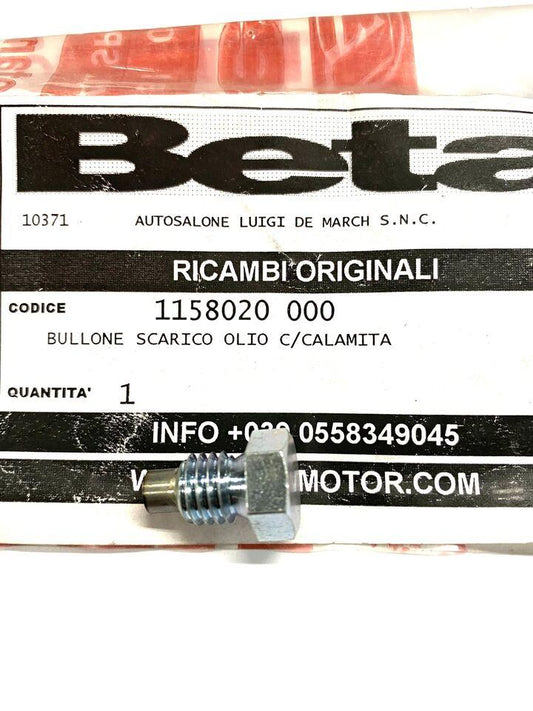 Beta
10371 AUTOSALONE LUIGI DE MARCH S.N.C.
RICAMBI ORIGINALI
CODICE 1158020 000
BULLONE SCARICO OLIO C/CALAMITA
QUANTITA' 1
INFO +039 0558349045
MOTOR.COM